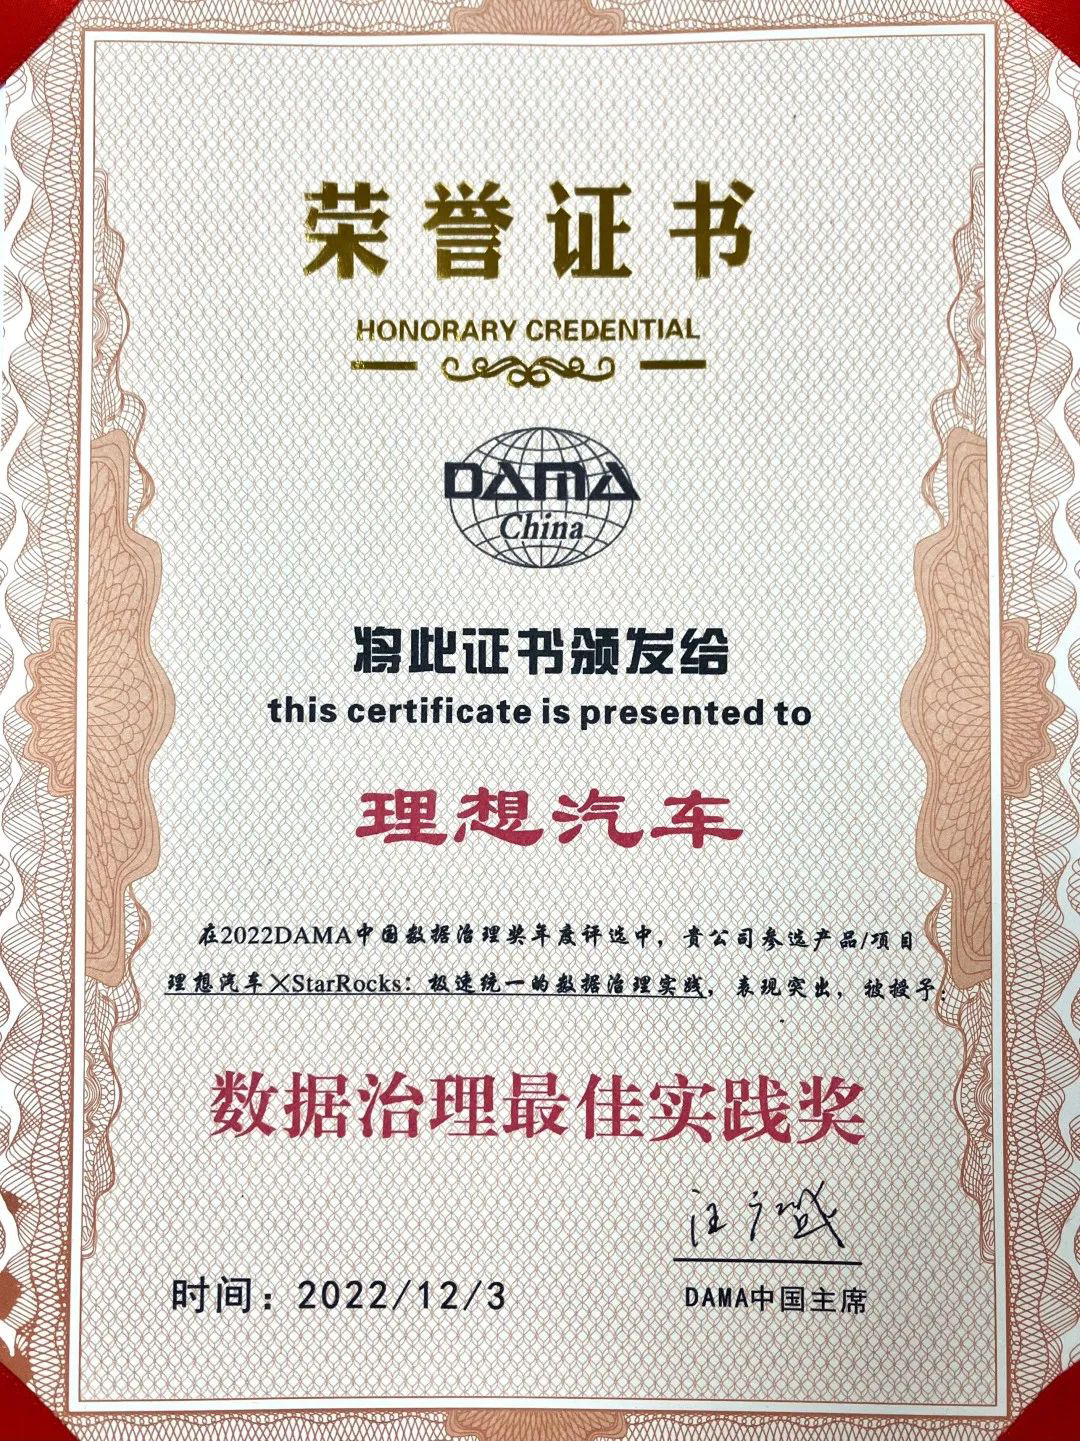 荣誉证书
HONORARY CREDENTIAL
DAMA
China
将此证书颁发给
this certificate is presented to
理想汽车
在2022DAMA中国数据治理奖年度评选中，贵公司参选产品/项目
理想汽车×StarRocks：极速统一的数据治理实践，表现突出，被授予：
数据治理最佳实践奖
汪广盛
时间：2022/12/3
DAMA中国主席